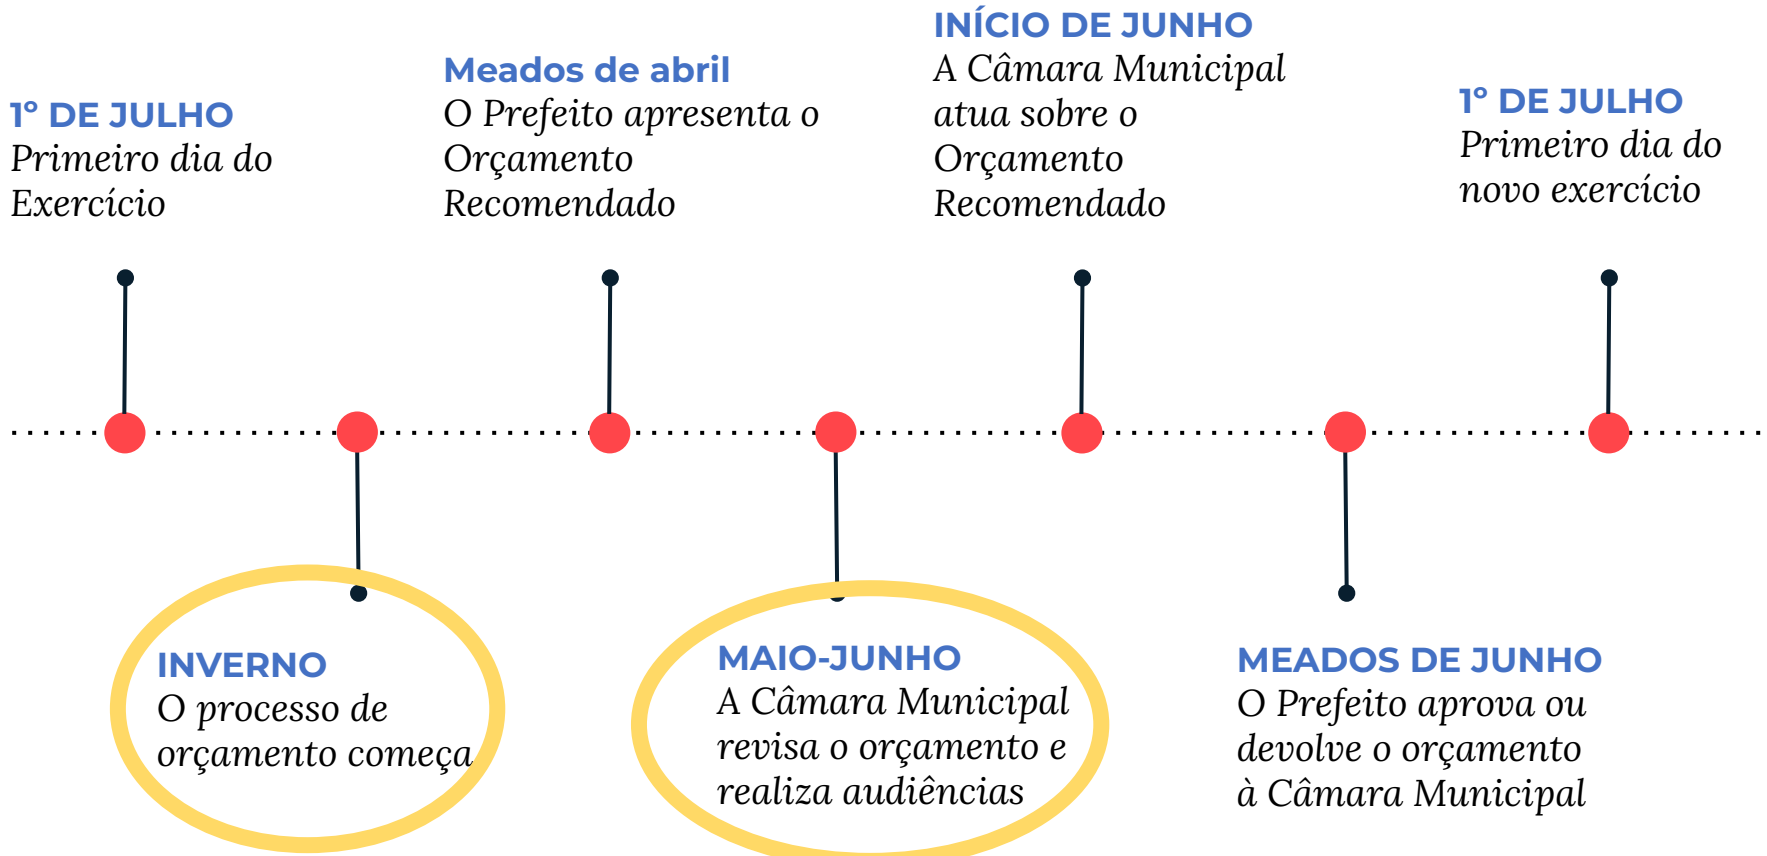 1º DE JULHO
Primeiro dia do
Exercício
INVERNO
O processo de
orçamento começa
Meados de abril
O Prefeito apresenta o
Orçamento
Recomendado
MAIO-JUNHO
A Câmara Municipal
revisa o orçamento e
realiza audiências
INÍCIO DE JUNHO
A Câmara Municipal
atua sobre o
Orçamento
Recomendado
MEADOS DE JUNHO
O Prefeito aprova ou
devolve o orçamento
à Câmara Municipal
1º DE JULHO
Primeiro dia do
novo exercício